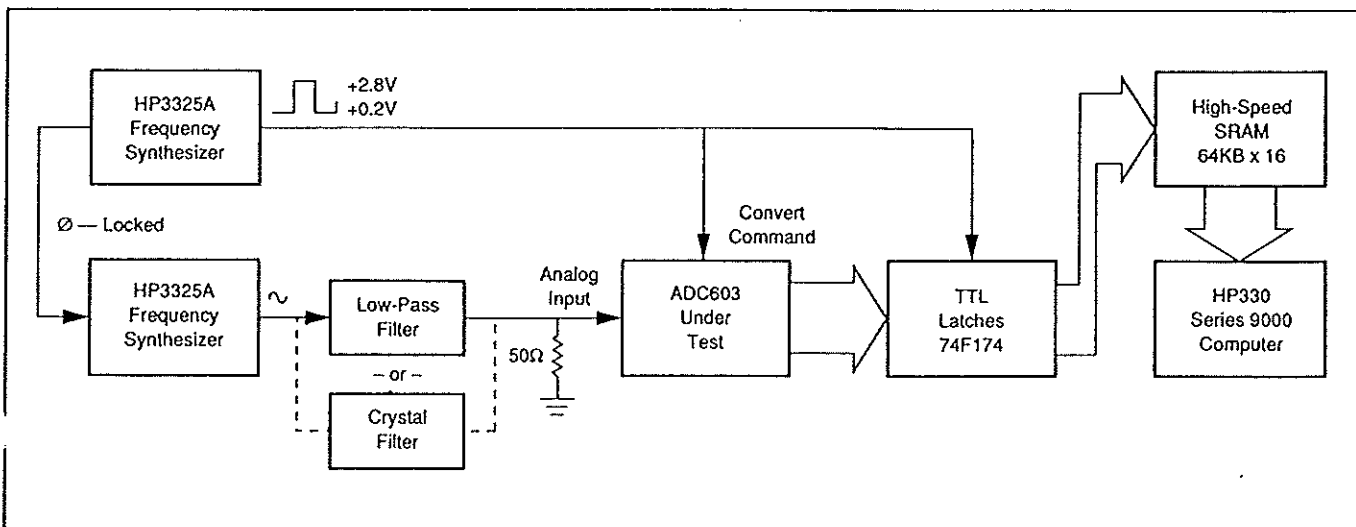 HP3325A
Frequency
Synthesizer
+2.8V
+0.2V
High-Speed
SRAM
64KB x 16
Ø — Locked
Convert
Command
HP3325A
Frequency
Synthesizer
~
Low-Pass
Filter
– or –
Crystal
Filter
Analog
Input
50Ω
ADC603
Under
Test
TTL
Latches
74F174
HP330
Series 9000
Computer